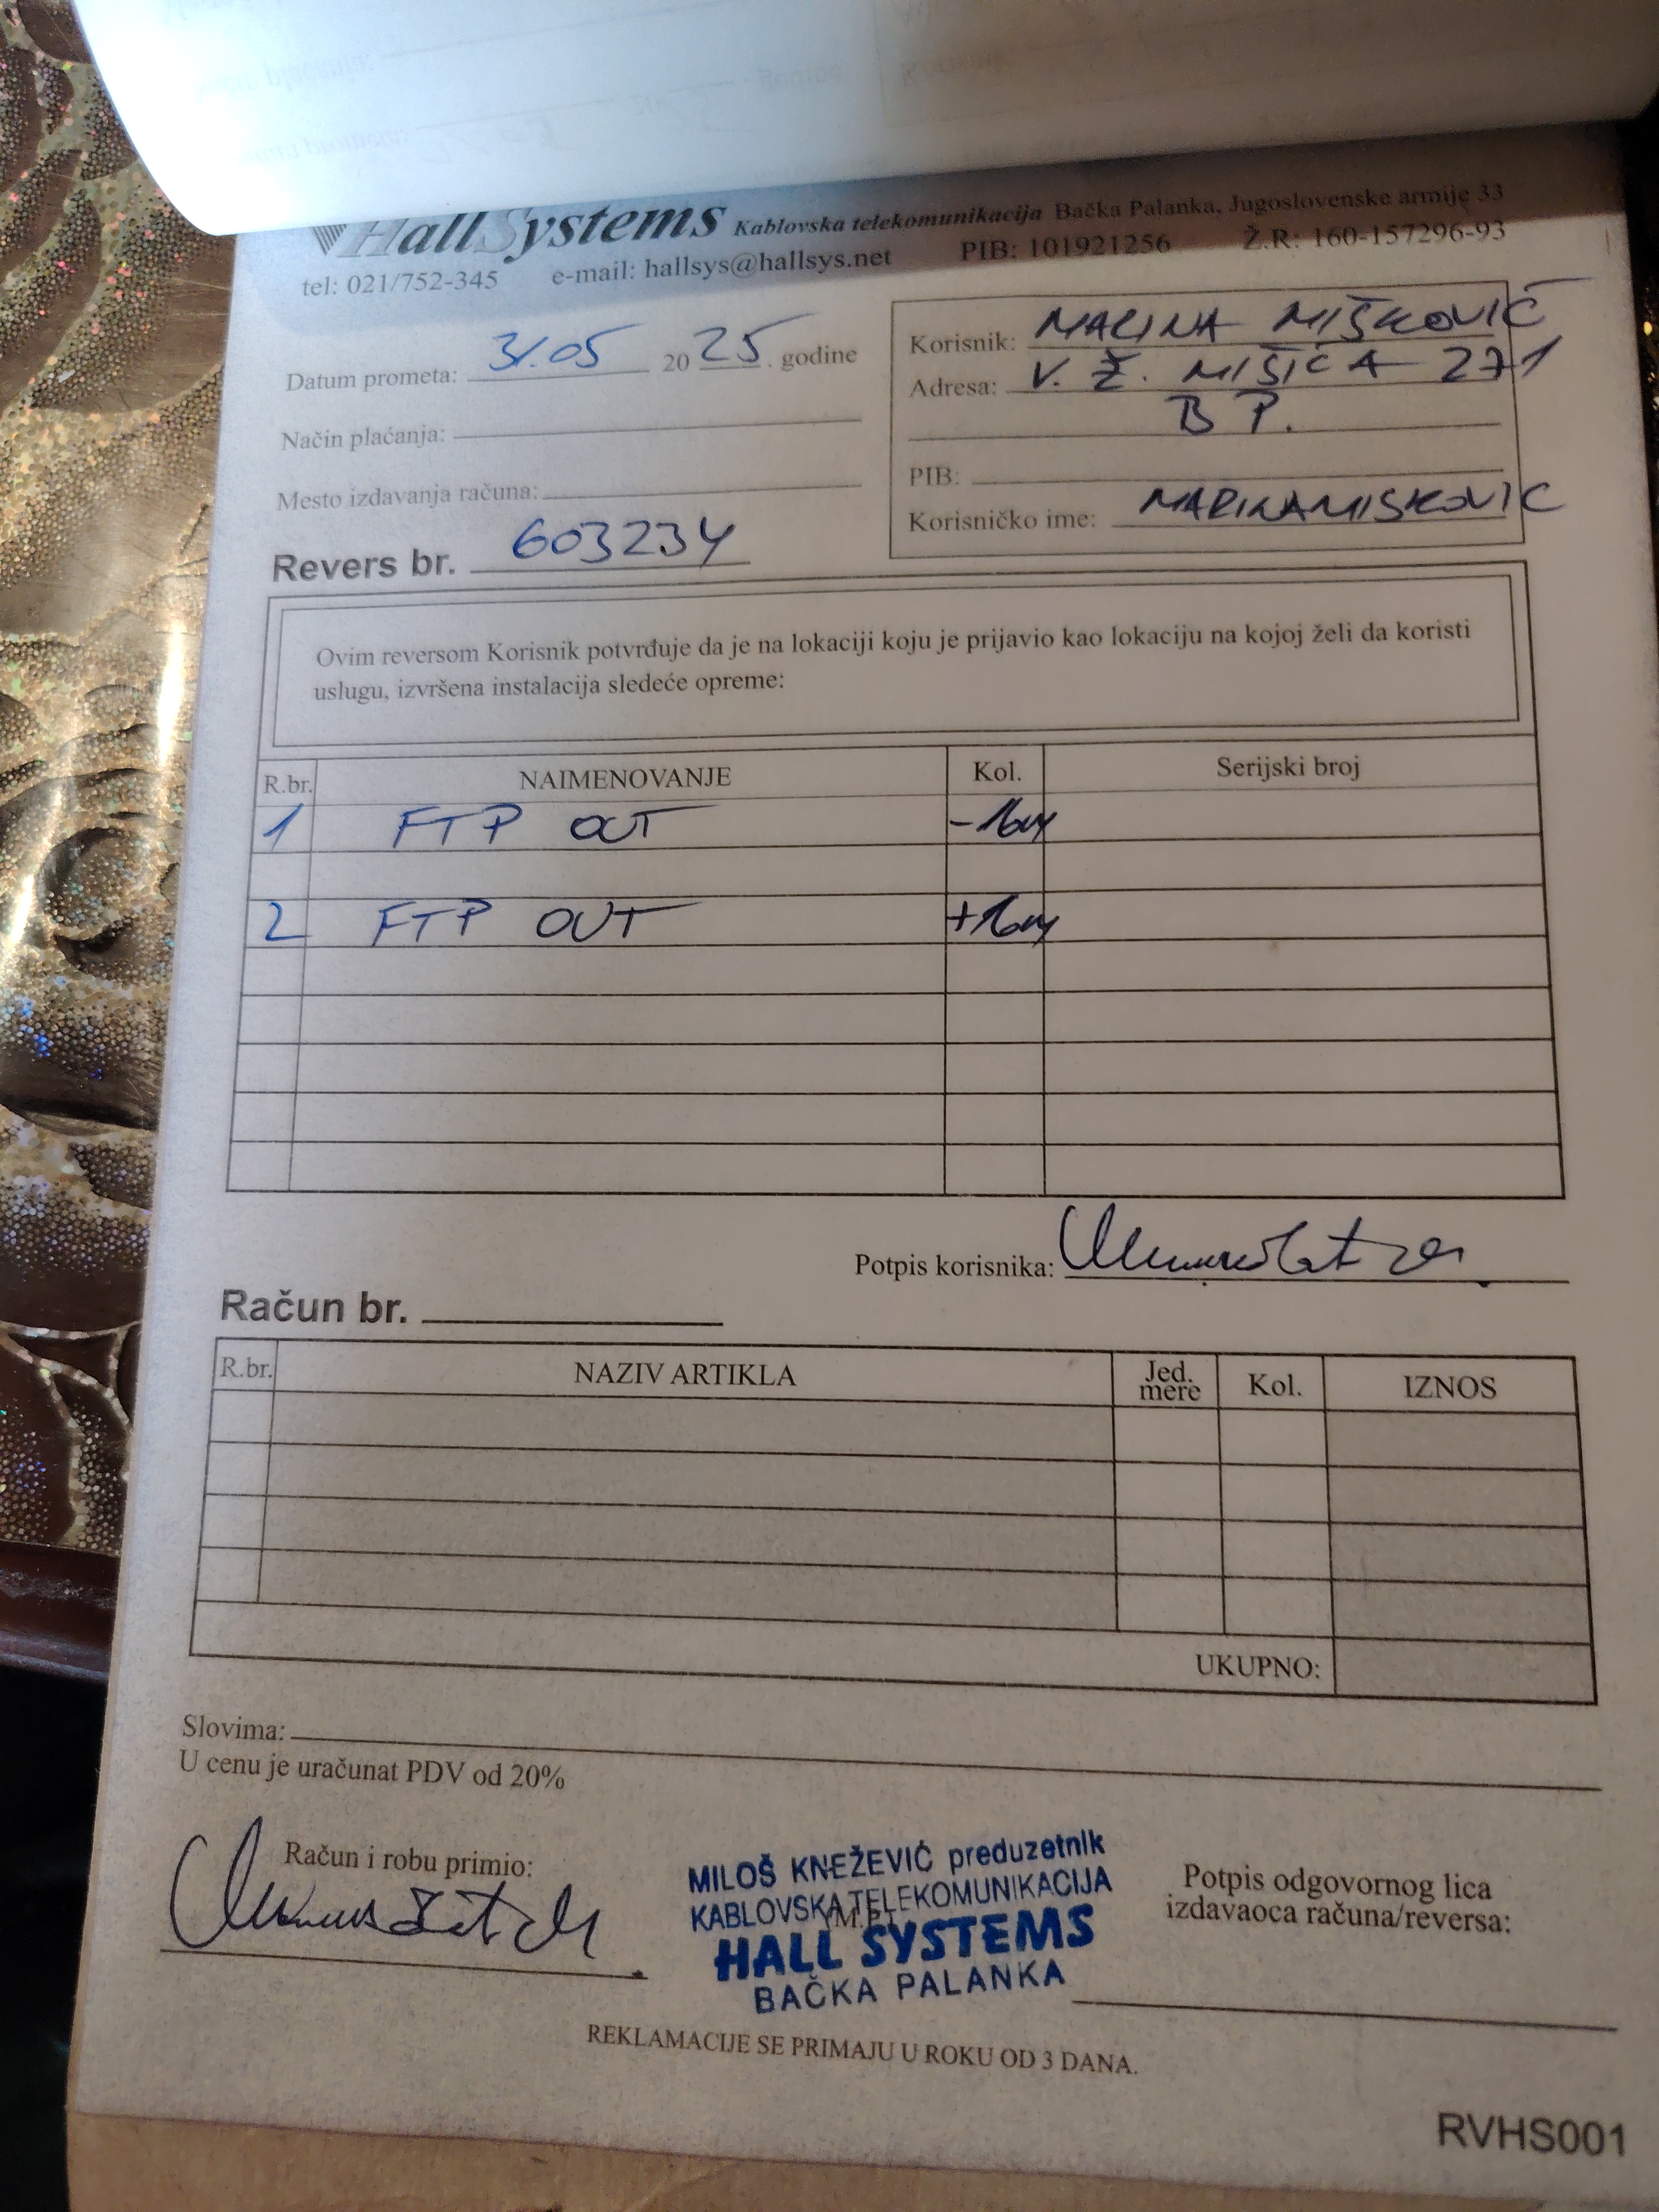 HallSystems Kablovska telekomunikacija Bačka Palanka, Jugoslovenske armije 33
tel: 021/752-345 e-mail: hallsys@hallsys.net PIB: 101921256 Ž.R: 160-157296-93
Datum prometa: 31.05 2025. godine
Način plaćanja:
Mesto izdavanja računa:
Revers br. 603234
Korisnik: MARINA MIŠKOVIĆ
Adresa: V. Ž. MIŠIĆA 271
B P.
PIB:
Korisničko ime: MARINAMISKOVIC
Ovim reversom Korisnik potvrđuje da je na lokaciji koju je prijavio kao lokaciju na kojoj želi da koristi
uslugu, izvršena instalacija sledeće opreme:
R.br. NAIMENOVANJE Kol. Serijski broj
1 FTP OUT -16m
2 FTP OUT +16m
Potpis korisnika:
Račun br.
R.br. NAZIV ARTIKLA Jed. mere Kol. IZNOS
UKUPNO:
Slovima:
U cenu je uračunat PDV od 20%
Račun i robu primio:
MILOŠ KNEŽEVIĆ preduzetnik
KABLOVSKA TELEKOMUNIKACIJA
M.P.
HALL SYSTEMS
BAČKA PALANKA
Potpis odgovornog lica
izdavaoca računa/reversa:
REKLAMACIJE SE PRIMAJU U ROKU OD 3 DANA.
RVHS001